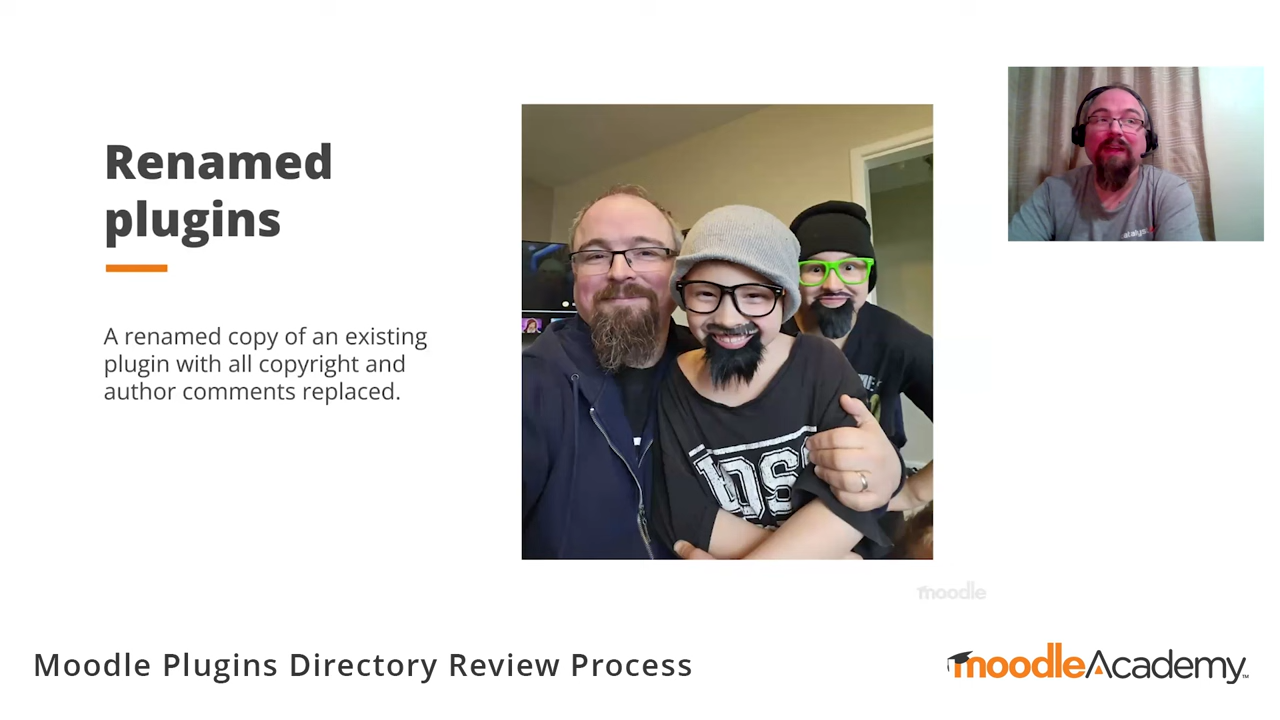 Renamed
plugins
A renamed copy of an existing
plugin with all copyright and
author comments replaced.
moodle
Moodle Plugins Directory Review Process
moodleAcademy™